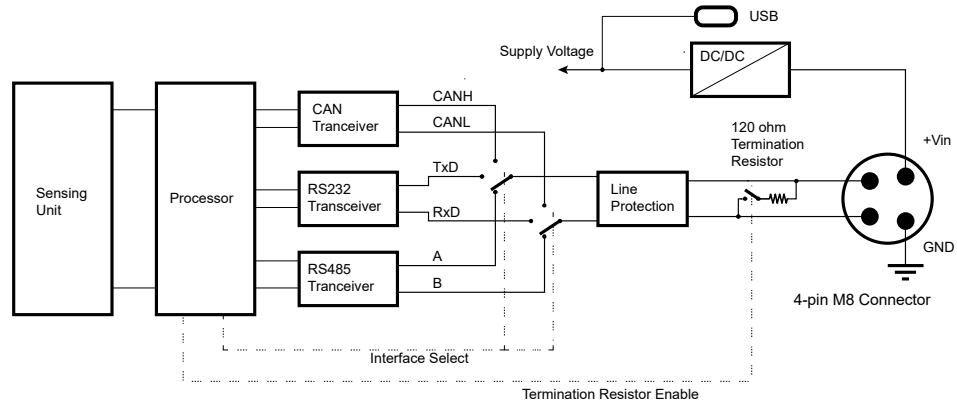 USB
Supply Voltage
DC/DC
CANH
CAN
Tranceiver
CANL
120 ohm
Termination
Resistor
+Vin
TxD
Sensing
Unit
Processor
RS232
Transceiver
Line
Protection
RxD
A
RS485
Tranceiver
B
GND
4-pin M8 Connector
Interface Select
Termination Resistor Enable